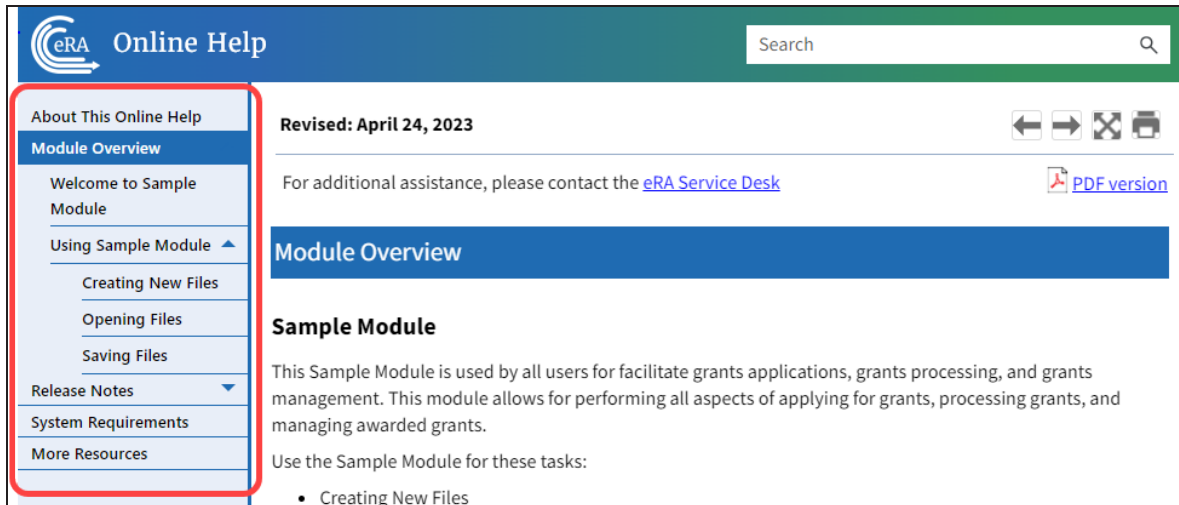 eRA Online Help
Search
About This Online Help
Module Overview
Welcome to Sample
Module
Using Sample Module
Creating New Files
Opening Files
Saving Files
Release Notes
System Requirements
More Resources
Revised: April 24, 2023
For additional assistance, please contact the eRA Service Desk
PDF version
Module Overview
Sample Module
This Sample Module is used by all users for facilitate grants applications, grants processing, and grants
management. This module allows for performing all aspects of applying for grants, processing grants, and
managing awarded grants.
Use the Sample Module for these tasks:
• Creating New Files